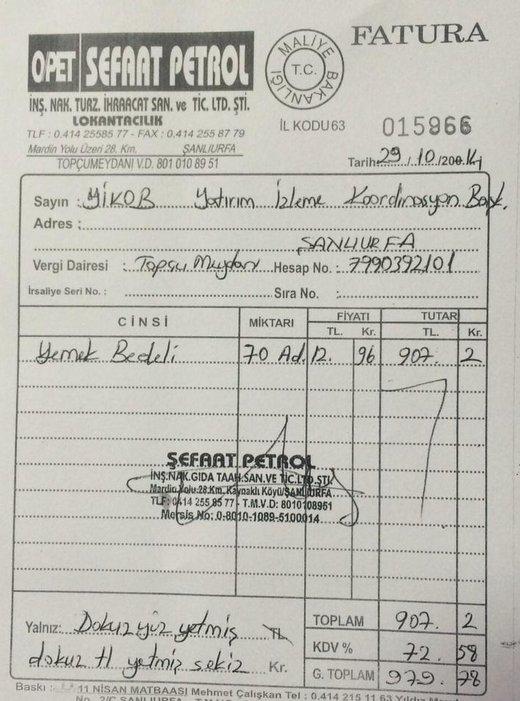 FATURA
OPET ŞEFAAT PETROL
İNŞ. NAK. TURZ. İHRAACAT SAN. ve TİC. LTD. ŞTİ.
LOKANTACILIK
TLF : 0.414 25585 77 - FAX : 0.414 255 87 79
Mardin Yolu Üzeri 28. Km. ŞANLIURFA
TOPÇUMEYDANI V.D. 801 010 89 51
MALİYE BAKANLIĞI
T.C.
İL KODU 63 015966
Tarih: 29/10/2014
Sayın : YİKOB Yatırım İzleme Koordinasyon Başk.
Adres :
ŞANLIURFA
Vergi Dairesi : Topçu Meydanı Hesap No. : 7990392101
İrsaliye Seri No. : Sıra No. :
CİNSİ MİKTARI FİYATI TUTAR
TL. Kr. TL. Kr.
Yemek Bedeli 70 Ad. 12. 96 907. 2
ŞEFAAT PETROL
İNŞ.NAK.GIDA TAAH.SAN.VE TİC.LTD.ŞTİ.
Mardin Yolu 28.Km. Kaynaklı Köyü/ŞANLIURFA
TLF: 0414 255 85 77 - T.M.V.D: 8010108951
Mersis No: 0-8010-1089-5100014
TOPLAM 907. 2
Yalnız: Dokuz yüz yetmiş TL
KDV % 72. 58
dokuz tl yetmiş sekiz Kr.
G. TOPLAM 979. 78
Baskı : 11 NİSAN MATBAASI Mehmet Çalışkan Tel : 0.414 215 11 63